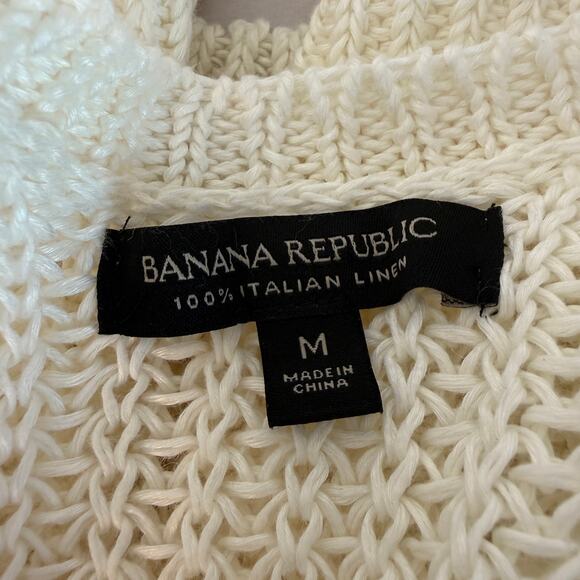 BANANA REPUBLIC
100% ITALIAN LINEN
M
MADE IN
CHINA